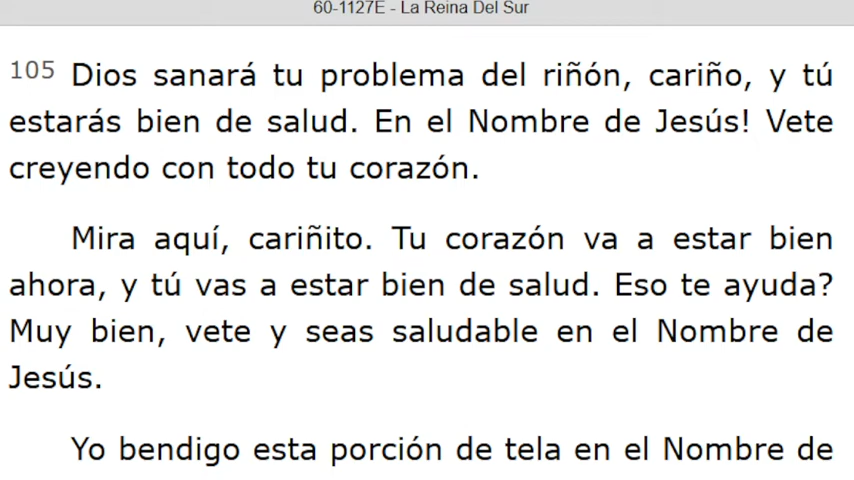 60-1127E - La Reina Del Sur
105 Dios sanará tu problema del riñón, cariño, y tú
estarás bien de salud. En el Nombre de Jesús! Vete
creyendo con todo tu corazón.
Mira aquí, cariñito. Tu corazón va a estar bien
ahora, y tú vas a estar bien de salud. Eso te ayuda?
Muy bien, vete y seas saludable en el Nombre de
Jesús.
Yo bendigo esta porción de tela en el Nombre de